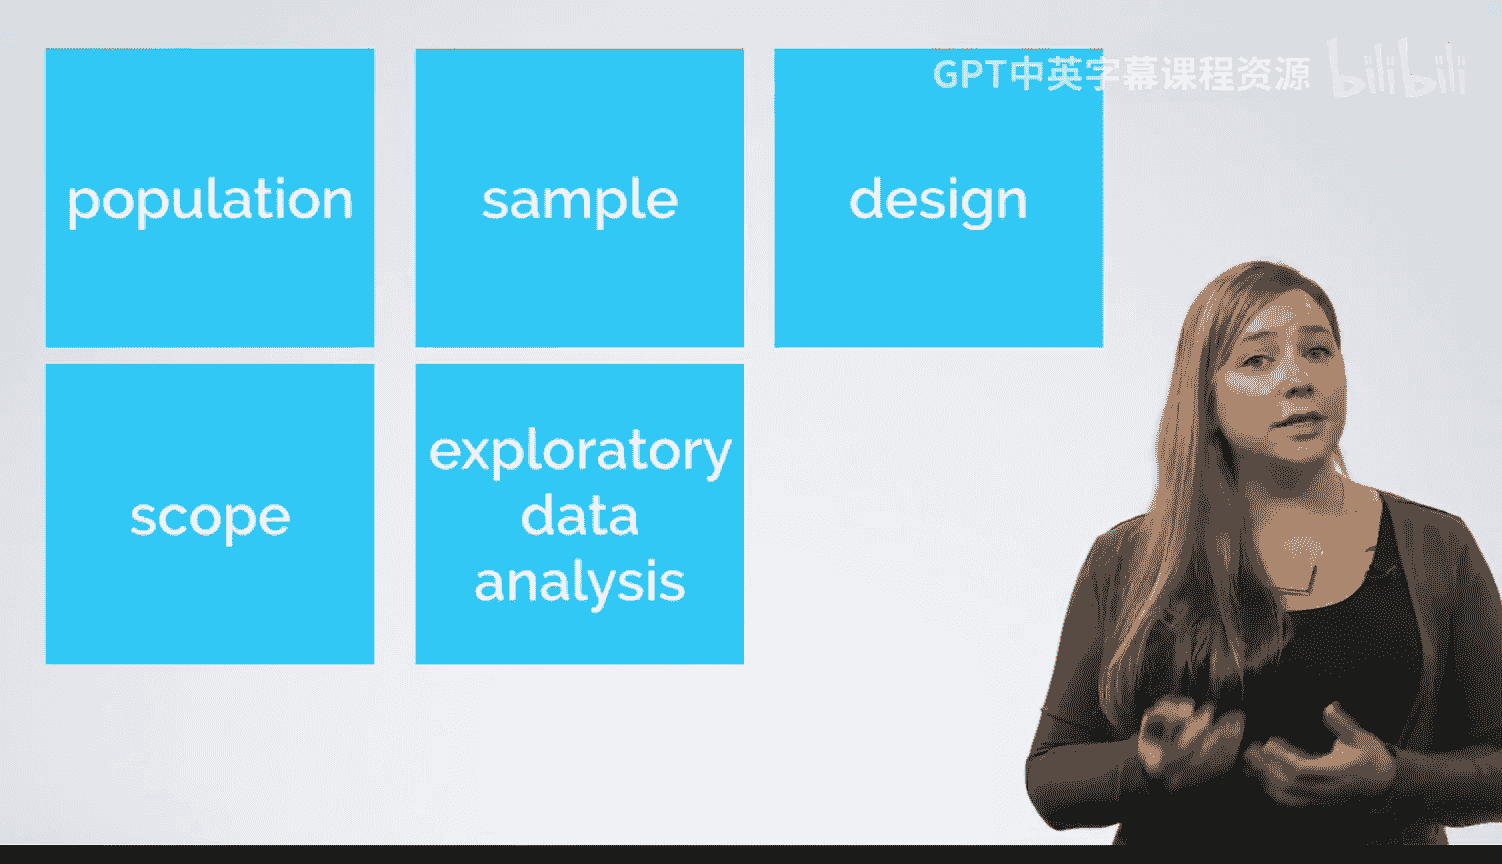 GPT中英字幕课程资源 bilibili
population
sample
design
scope
exploratory
data
analysis